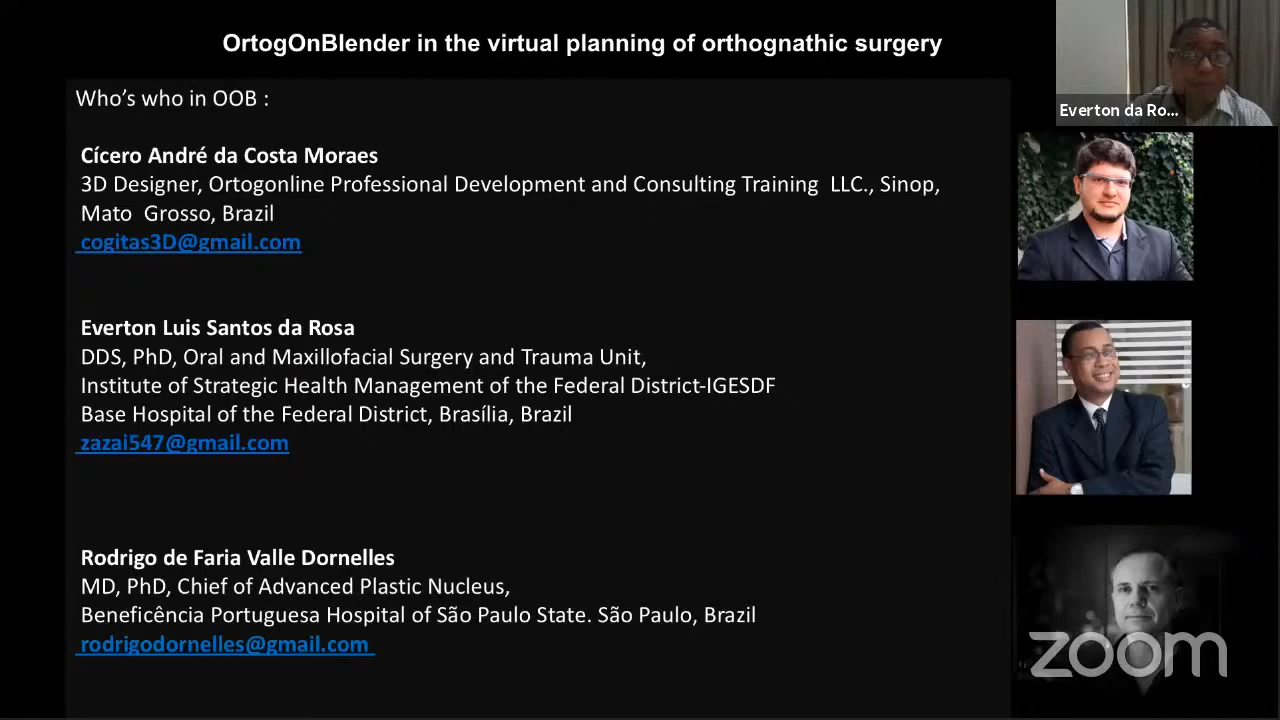 OrtogOnBlender in the virtual planning of orthognathic surgery
Everton da Ro...
Who's who in OOB :
Cícero André da Costa Moraes
3D Designer, Ortogonline Professional Development and Consulting Training LLC., Sinop,
Mato Grosso, Brazil
cogitas3D@gmail.com
Everton Luis Santos da Rosa
DDS, PhD, Oral and Maxillofacial Surgery and Trauma Unit,
Institute of Strategic Health Management of the Federal District-IGESDF
Base Hospital of the Federal District, Brasília, Brazil
zazai547@gmail.com
Rodrigo de Faria Valle Dornelles
MD, PhD, Chief of Advanced Plastic Nucleus,
Beneficência Portuguesa Hospital of São Paulo State. São Paulo, Brazil
rodrigodornelles@gmail.com
zoom